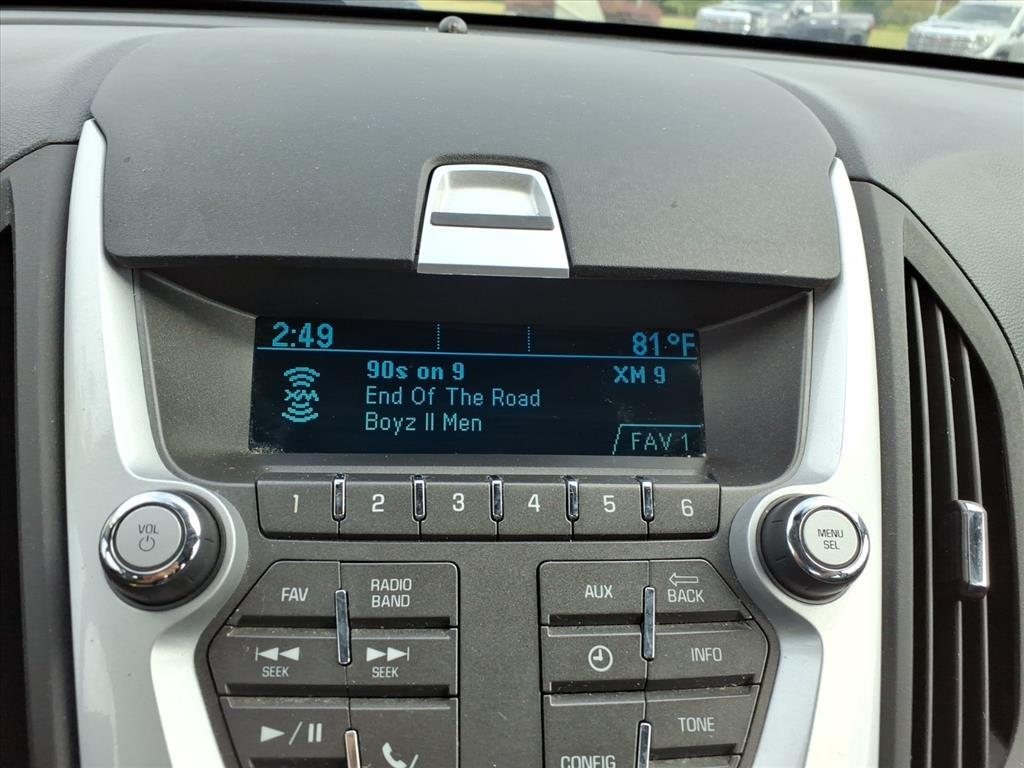 2:49
81°F
90s on 9
XM 9
XM
End Of The Road
Boyz II Men
FAV 1
1 2 3 4 5 6
VOL
MENU
SEL
FAV
RADIO
BAND
AUX
BACK
SEEK
SEEK
INFO
TONE
CONFIG